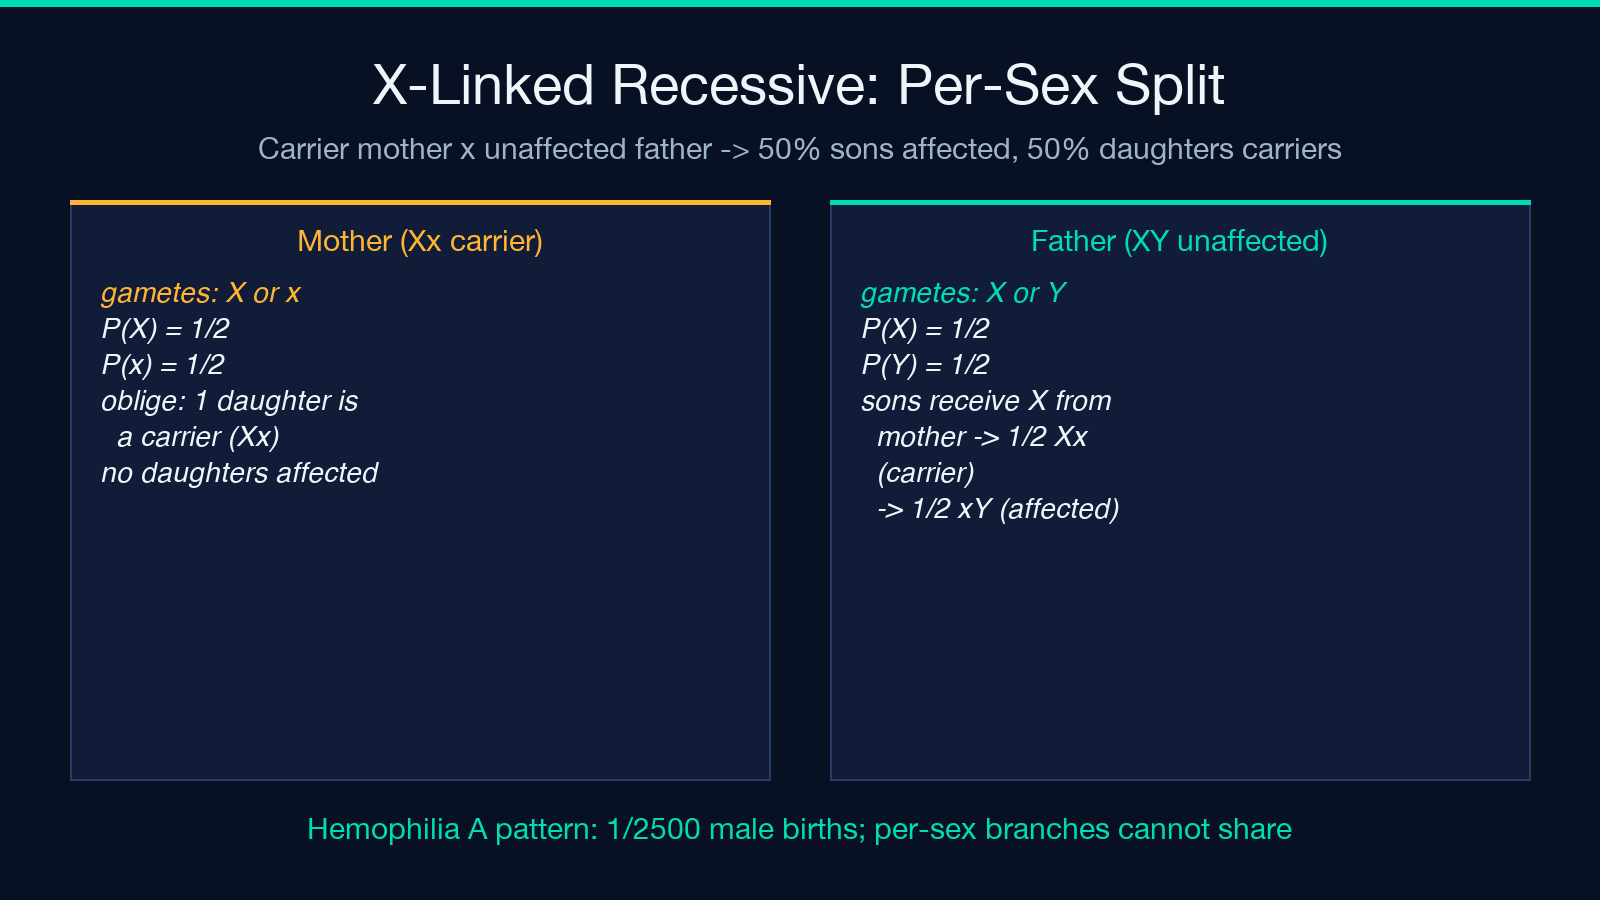 X-Linked Recessive: Per-Sex Split
Carrier mother x unaffected father -> 50% sons affected, 50% daughters carriers
Mother (Xx carrier)
gametes: X or x
P(X) = 1/2
P(x) = 1/2
oblige: 1 daughter is
a carrier (Xx)
no daughters affected
Father (XY unaffected)
gametes: X or Y
P(X) = 1/2
P(Y) = 1/2
sons receive X from
mother -> 1/2 Xx
(carrier)
-> 1/2 xY (affected)
Hemophilia A pattern: 1/2500 male births; per-sex branches cannot share